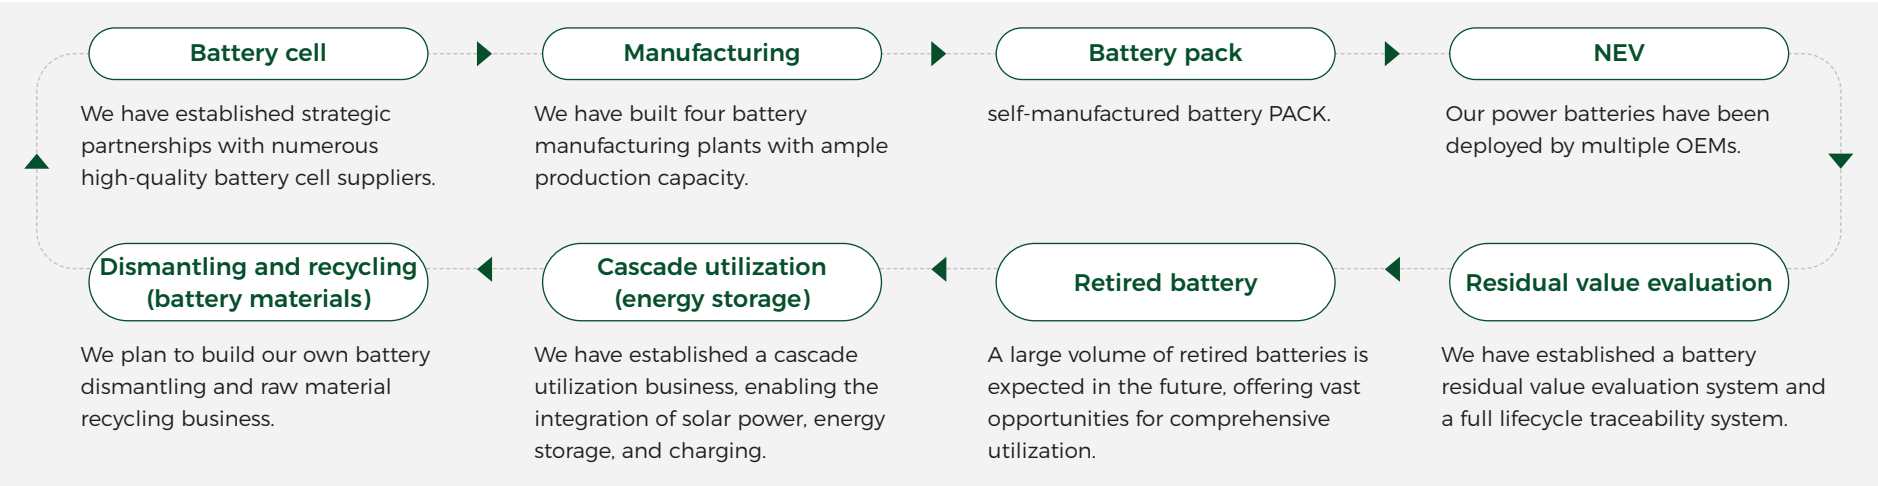 Battery cell
We have established strategic
partnerships with numerous
high-quality battery cell suppliers.
Manufacturing
We have built four battery
manufacturing plants with ample
production capacity.
Battery pack
self-manufactured battery PACK.
NEV
Our power batteries have been
deployed by multiple OEMs.
Residual value evaluation
We have established a battery
residual value evaluation system and
a full lifecycle traceability system.
Retired battery
A large volume of retired batteries is
expected in the future, offering vast
opportunities for comprehensive
utilization.
Cascade utilization
(energy storage)
We have established a cascade
utilization business, enabling the
integration of solar power, energy
storage, and charging.
Dismantling and recycling
(battery materials)
We plan to build our own battery
dismantling and raw material
recycling business.